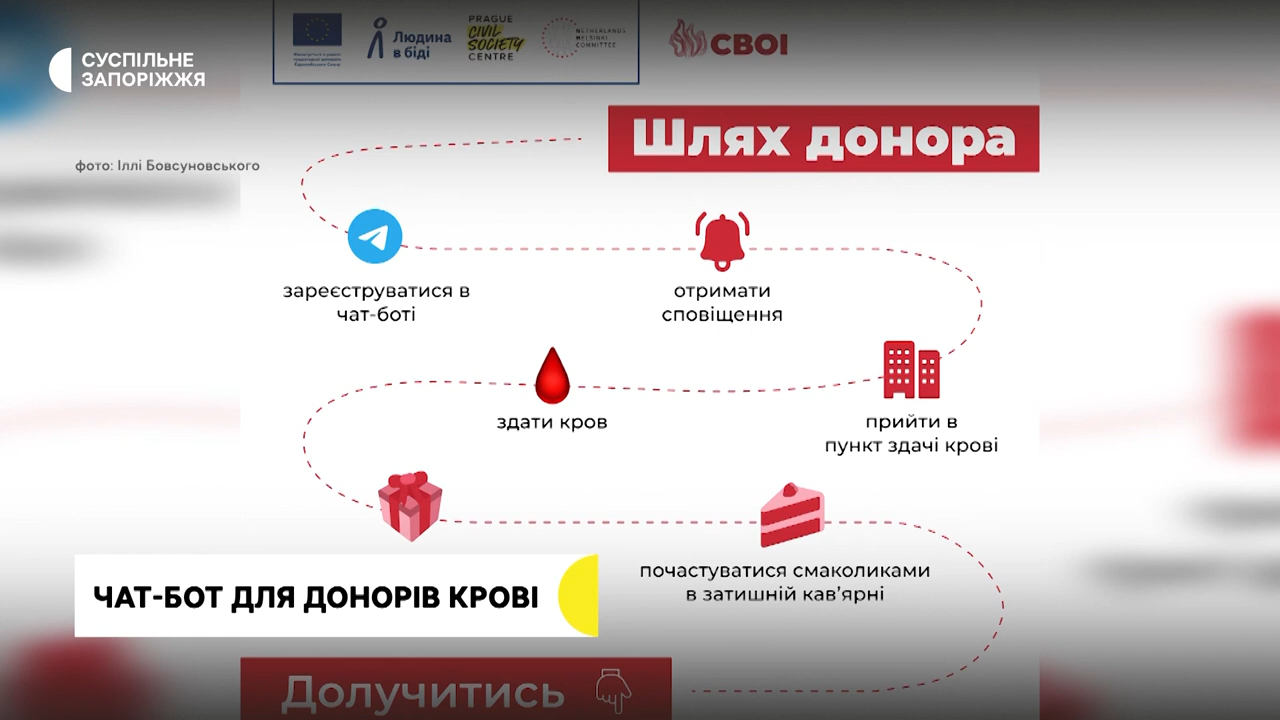 СУСПІЛЬНЕ
ЗАПОРІЖЖЯ
Людина
в біді
PRAGUE
CIVIL
SOCIETY
CENTRE
NETHERLANDS
HELSINKI
COMMITTEE
СВОЇ
Шлях донора
фото: Іллі Бовсуновського
зареєструватися в
чат-боті
отримати
сповіщення
здати кров
прийти в
пункт здачі крові
почастуватися смаколиками
в затишній кав’ярні
ЧАТ-БОТ ДЛЯ ДОНОРІВ КРОВІ
Долучитись